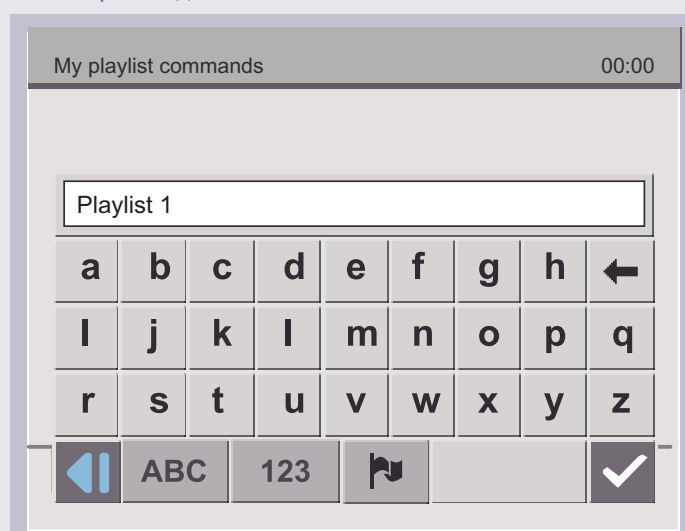 My playlist commands 00:00
Playlist 1
a b c d e f g h
l j k l m n o p q
r s t u v w x y z
ABC 123